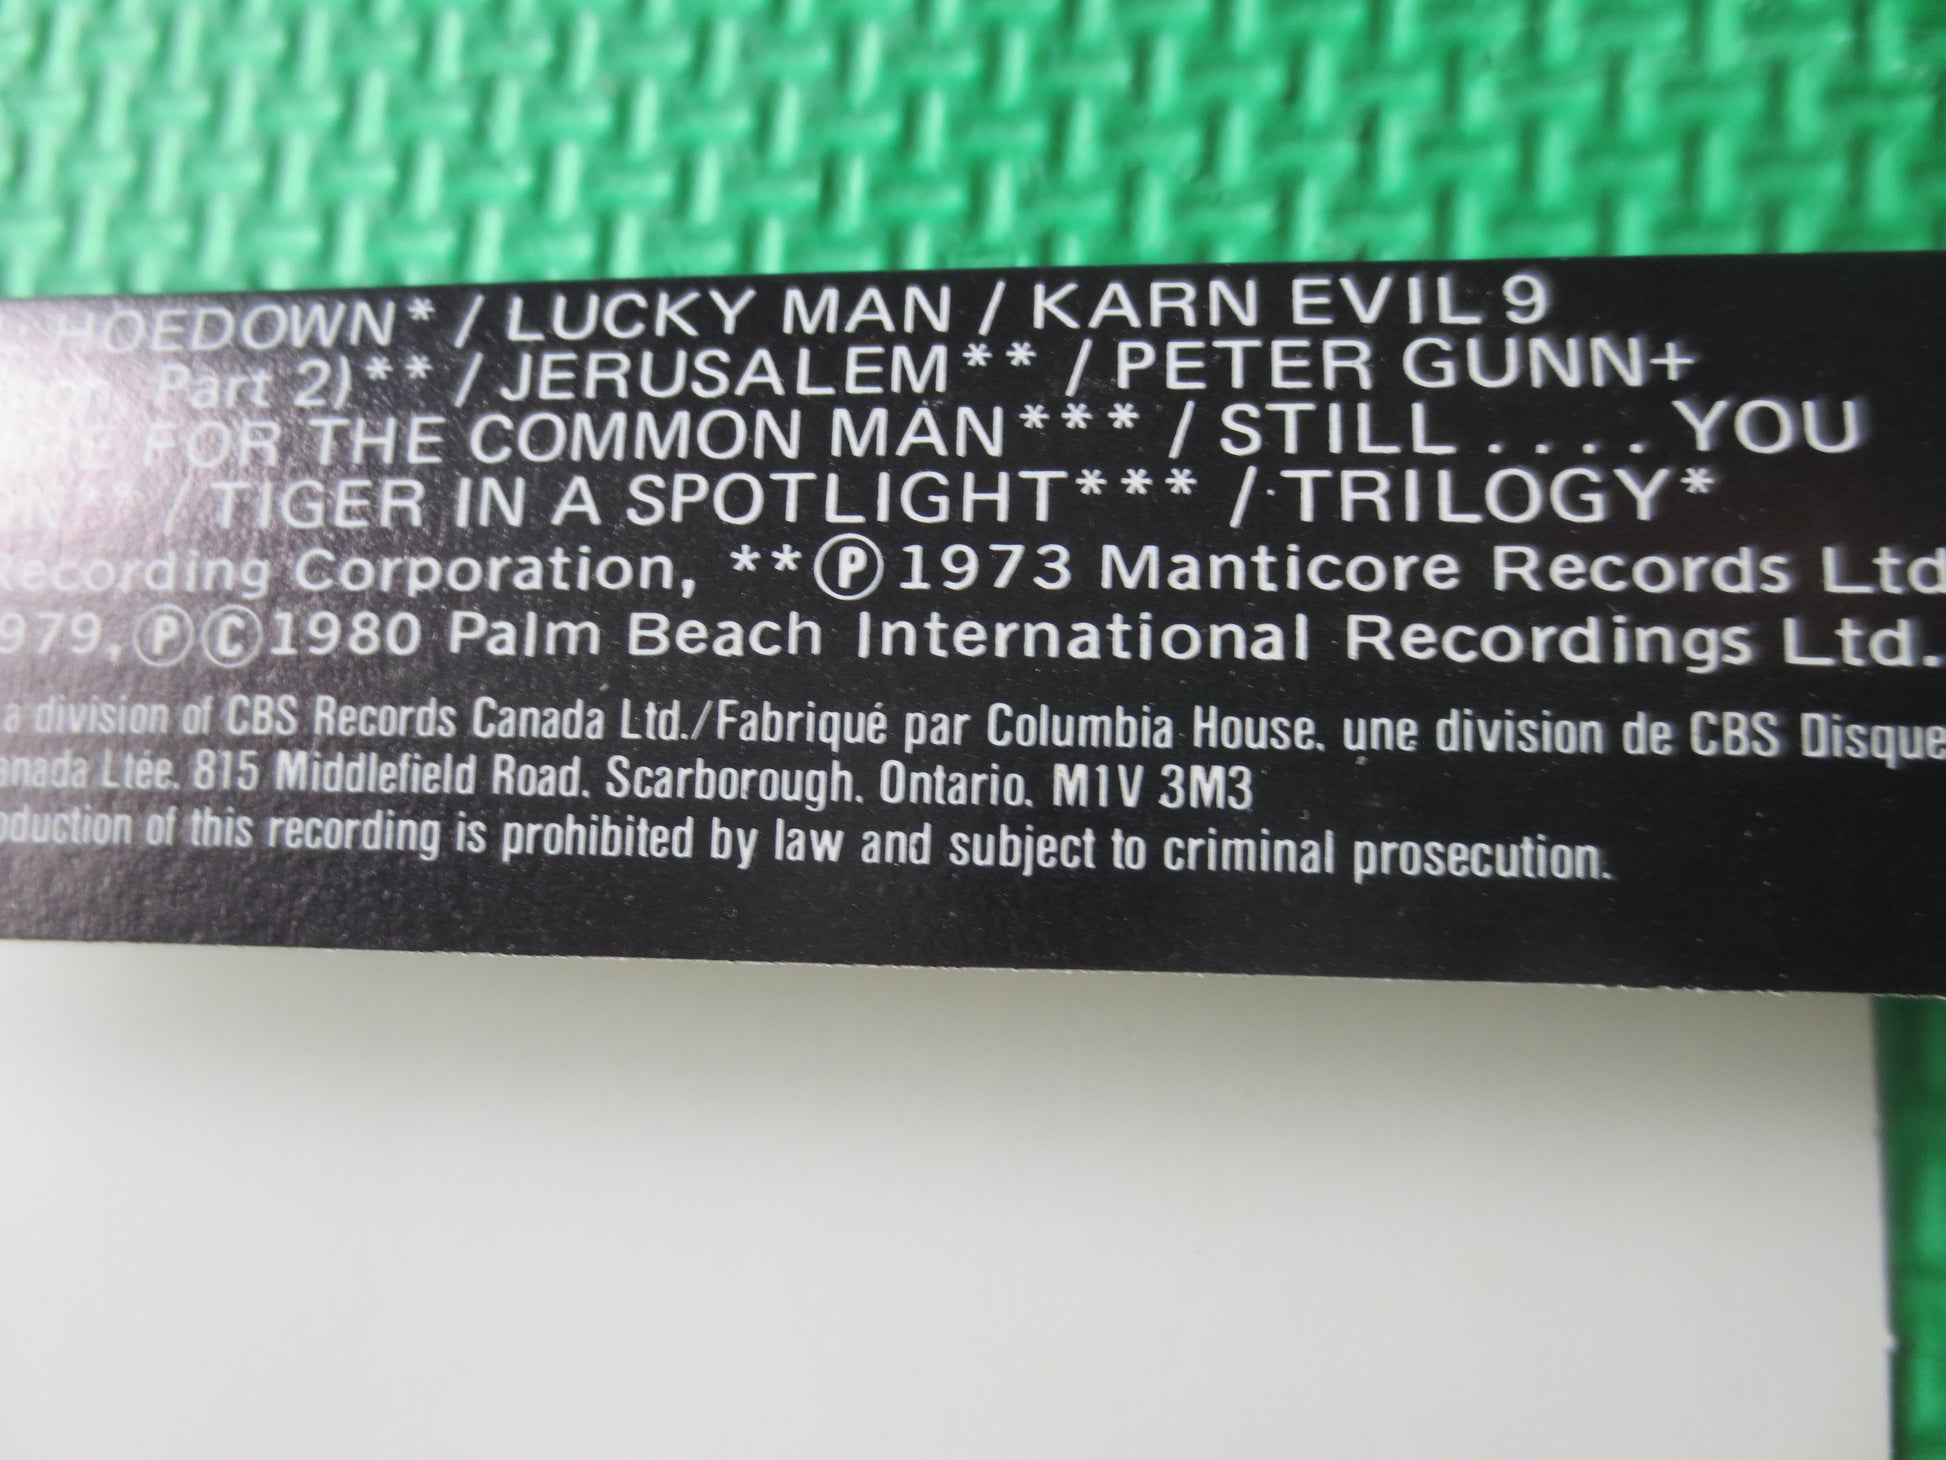 HOEDOWN* / LUCKY MAN / KARN EVIL 9
Part 2)** / JERUSALEM** / PETER GUNN+
FOR THE COMMON MAN*** / STILL . . . . YOU
** / TIGER IN A SPOTLIGHT*** / TRILOGY*
Recording Corporation, **Ⓟ1973 Manticore Records Ltd
979, ⓅⒸ1980 Palm Beach International Recordings Ltd.
a division of CBS Records Canada Ltd./Fabriqué par Columbia House, une division de CBS Disque
anada Ltée, 815 Middlefield Road, Scarborough, Ontario, M1V 3M3
oduction of this recording is prohibited by law and subject to criminal prosecution.